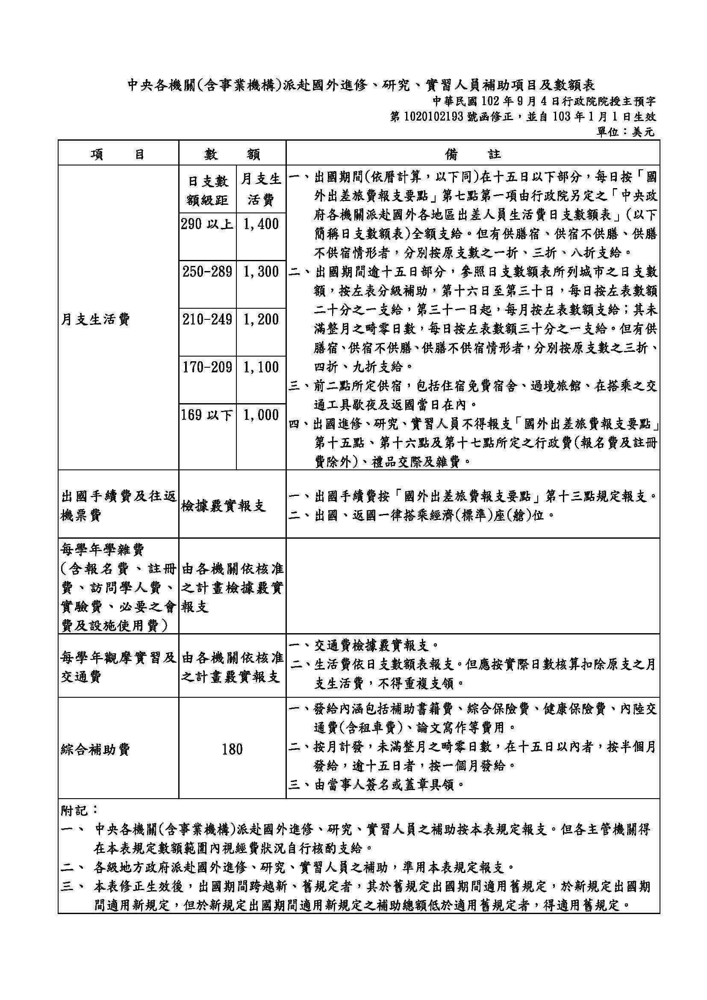 中央各機關(含事業機構)派赴國外進修、研究、實習人員補助項目及數額表
中華民國102年9月4日行政院院授主預字
第1020102193號函修正，並自103年1月1日生效
單位：美元
項　目
數　額
備　註
月支生活費
日支數
額級距
月支生
活費
290以上
1,400
250-289
1,300
210-249
1,200
170-209
1,100
169以下
1,000
一、出國期間(依曆計算，以下同)在十五日以下部分，每日按「國
外出差旅費報支要點」第七點第一項由行政院另定之「中央政
府各機關派赴國外各地區出差人員生活費日支數額表」(以下
簡稱日支數額表)全額支給。但有供膳宿、供宿不供膳、供膳
不供宿情形者，分別按原支數之一折、三折、八折支給。
二、出國期間逾十五日部分，參照日支數額表所列城市之日支數
額，按左表分級補助，第十六日至第三十日，每日按左表數額
二十分之一支給，第三十一日起，每月按左表數額支給；其未
滿整月之畸零日數，每日按左表數額三十分之一支給。但有供
膳宿、供宿不供膳、供膳不供宿情形者，分別按原支數之三折、
四折、九折支給。
三、前二點所定供宿，包括住宿免費宿舍、過境旅館、在搭乘之交
通工具歇夜及返國當日在內。
四、出國進修、研究、實習人員不得報支「國外出差旅費報支要點」
第十五點、第十六點及第十七點所定之行政費(報名費及註冊
費除外)、禮品交際及雜費。
出國手續費及往返
機票費
檢據覈實報支
一、出國手續費按「國外出差旅費報支要點」第十三點規定報支。
二、出國、返國一律搭乘經濟(標準)座(艙)位。
每學年學雜費
(含報名費、註冊
費、訪問學人費、
實驗費、必要之會
費及設施使用費)
由各機關依核准
之計畫檢據覈實
報支
每學年觀摩實習及
交通費
由各機關依核准
之計畫覈實報支
一、交通費檢據覈實報支。
二、生活費依日支數額表報支。但應按實際日數核算扣除原支之月
支生活費，不得重複支領。
綜合補助費
180
一、發給內涵包括補助書籍費、綜合保險費、健康保險費、內陸交
通費(含租車費)、論文寫作等費用。
二、按月計發，未滿整月之畸零日數，在十五日以內者，按半個月
發給，逾十五日者，按一個月發給。
三、由當事人簽名或蓋章具領。
附記：
一、中央各機關(含事業機構)派赴國外進修、研究、實習人員之補助按本表規定報支。但各主管機關得
在本表規定數額範圍內視經費狀況自行核酌支給。
二、各級地方政府派赴國外進修、研究、實習人員之補助，準用本表規定報支。
三、本表修正生效後，出國期間跨越新、舊規定者，其於舊規定出國期間適用舊規定，於新規定出國期
間適用新規定，但於新規定出國期間適用新規定之補助總額低於適用舊規定者，得適用舊規定。